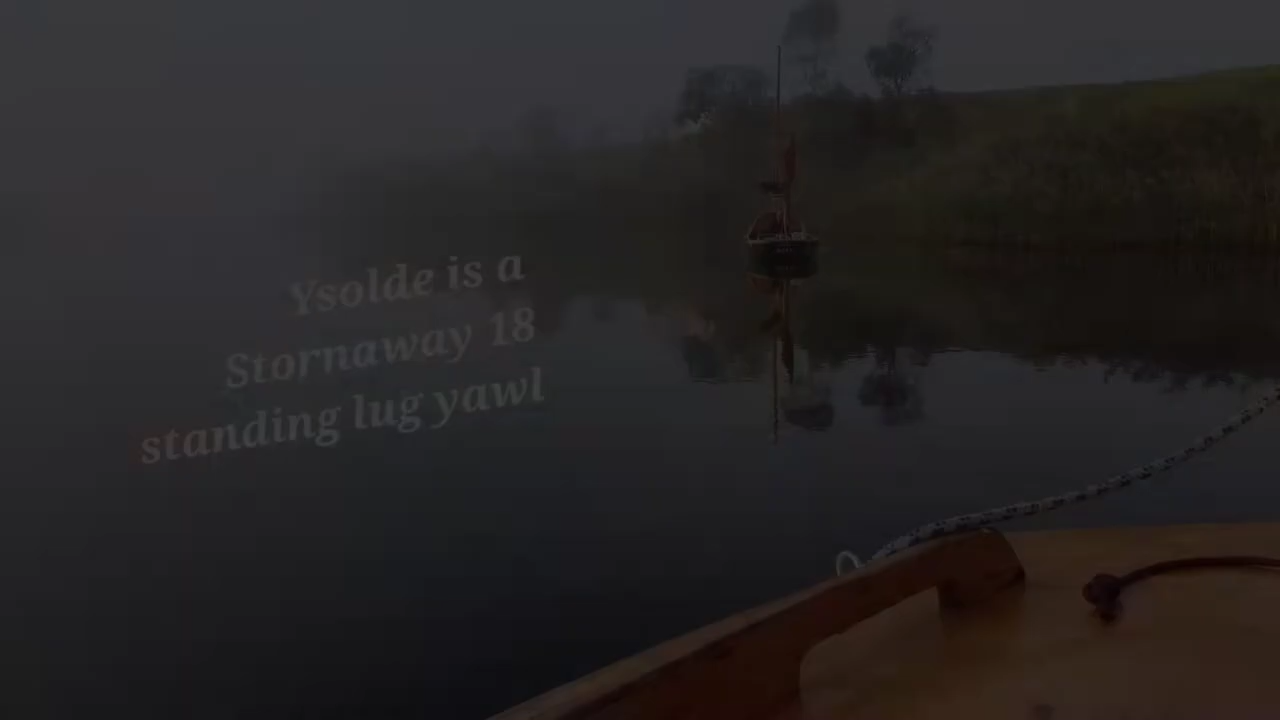 Ysolde is a
Stornaway 18
standing lug yawl